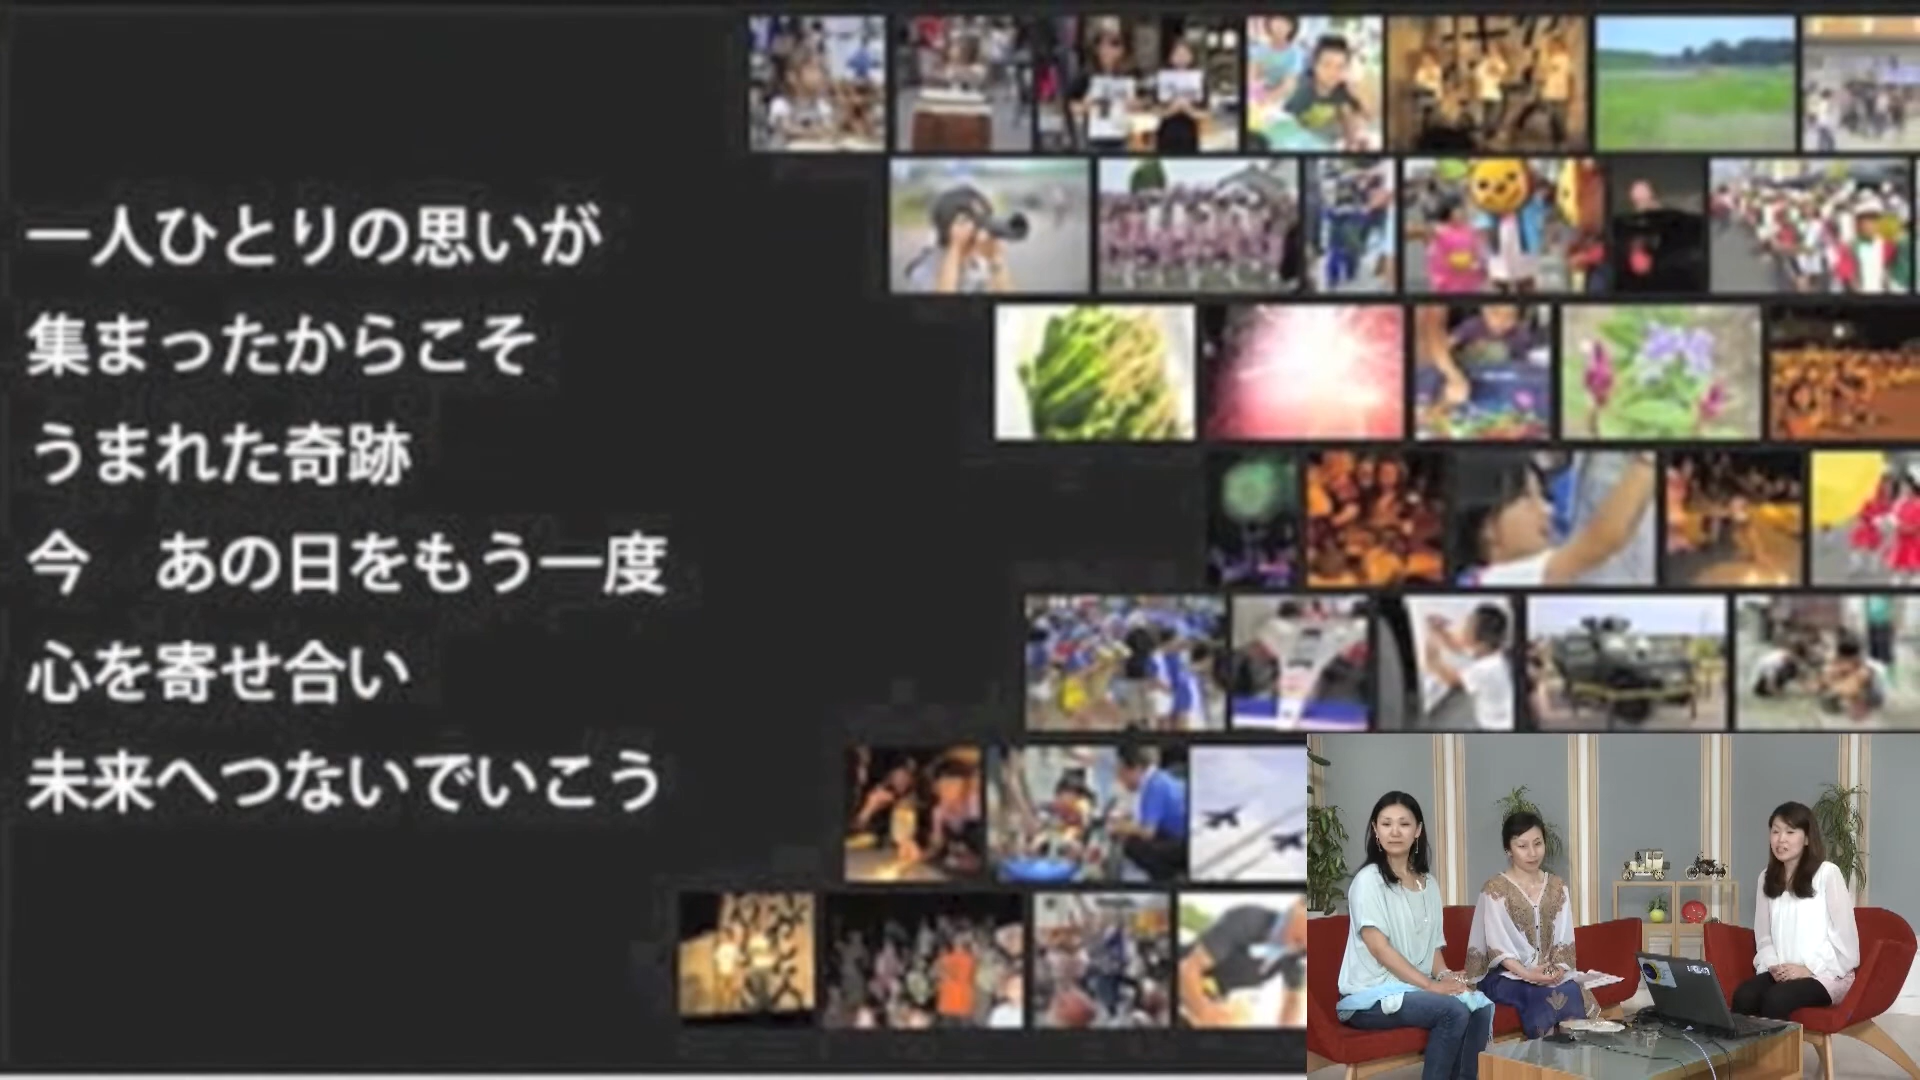 一人ひとりの思いが
集まったからこそ
うまれた奇跡
今　あの日をもう一度
心を寄せ合い
未来へつないでいこう